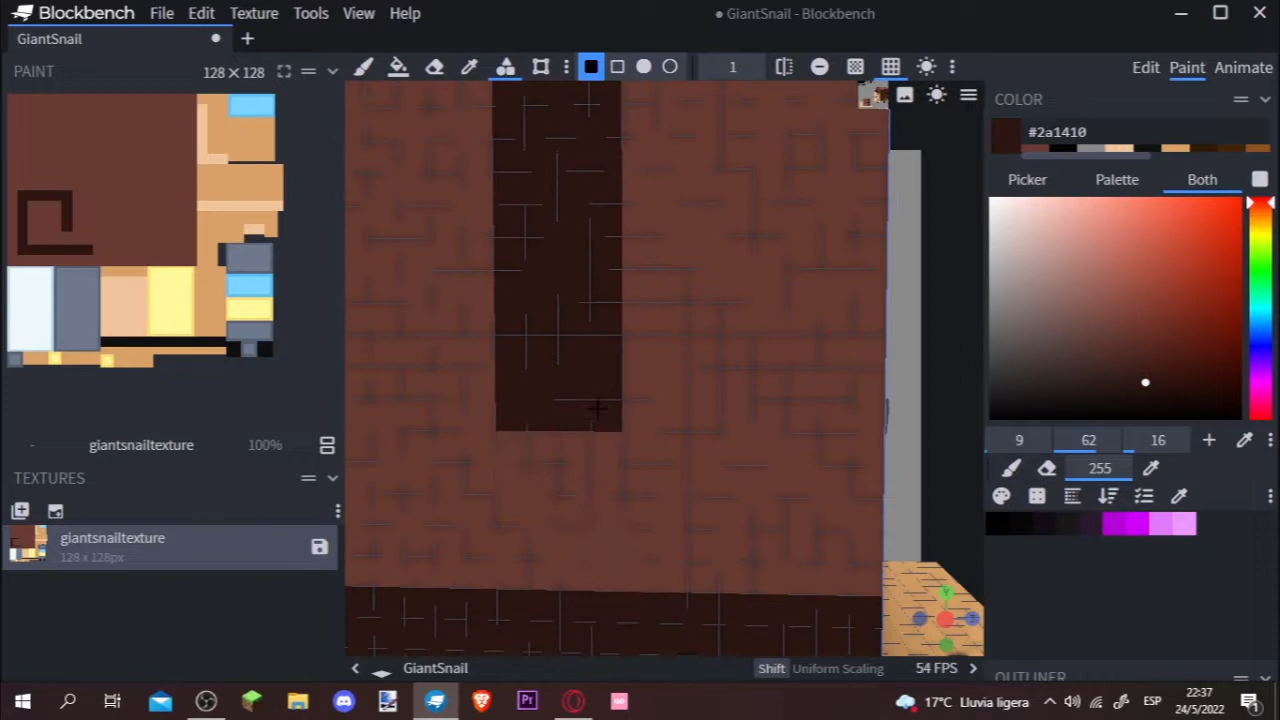 Blockbench File Edit Texture Tools View Help
GiantSnail - Blockbench
GiantSnail
PAINT 128×128
1
Edit Paint Animate
COLOR
#2a1410
Picker Palette Both
9 62 16
255
- giantsnailtexture 100%
TEXTURES
giantsnailtexture
128 x 128px
GiantSnail
Shift Uniform Scaling 54 FPS
OUTLINER
Pr
17°C Lluvia ligera
ESP
22:37
24/5/2022
1